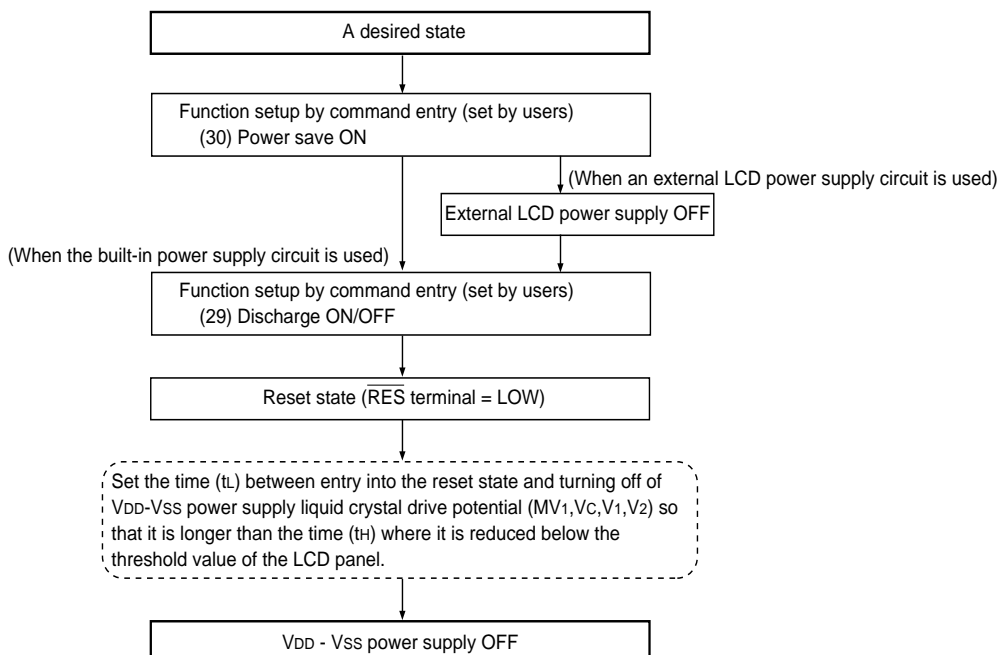 A desired state
Function setup by command entry (set by users)
(30) Power save ON
(When an external LCD power supply circuit is used)
External LCD power supply OFF
(When the built-in power supply circuit is used)
Function setup by command entry (set by users)
(29) Discharge ON/OFF
Reset state (R̅E̅S̅ terminal = LOW)
Set the time (tL) between entry into the reset state and turning off of
VDD-VSS power supply liquid crystal drive potential (MV1,VC,V1,V2) so
that it is longer than the time (tH) where it is reduced below the
threshold value of the LCD panel.
VDD - VSS power supply OFF